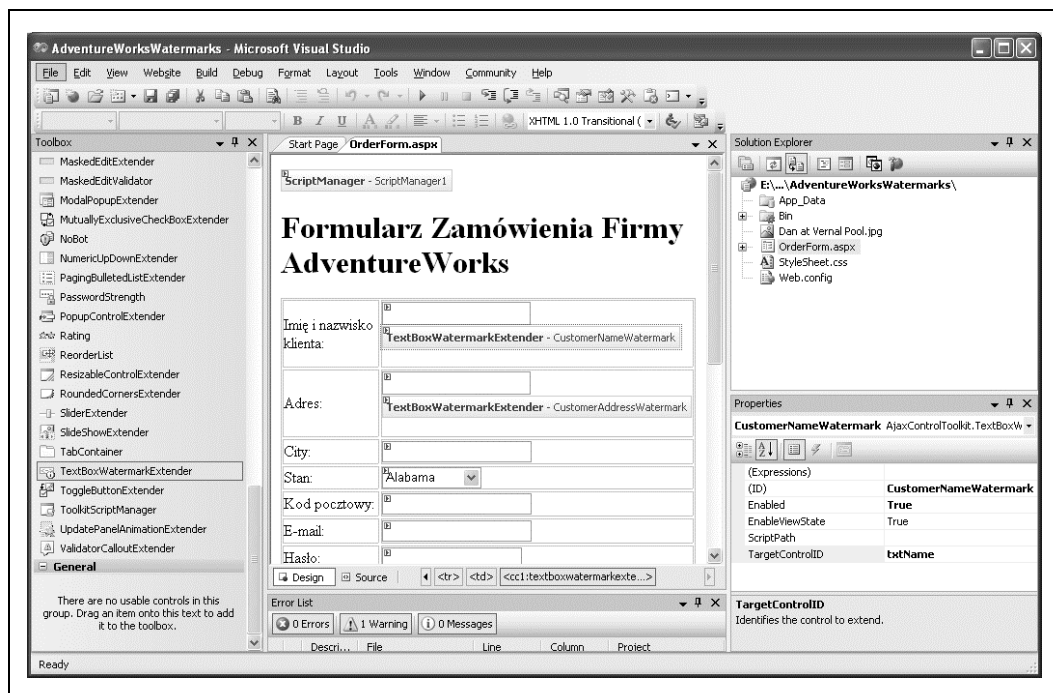 AdventureWorksWatermarks - Microsoft Visual Studio
File Edit View Website Build Debug Format Layout Tools Window Community Help
B I U A XHTML 1.0 Transitional (
Toolbox
MaskedEditExtender
MaskedEditValidator
ModalPopupExtender
MutuallyExclusiveCheckBoxExtender
NoBot
NumericUpDownExtender
PagingBulletedListExtender
PasswordStrength
PopupControlExtender
Rating
ReorderList
ResizableControlExtender
RoundedCornersExtender
SliderExtender
SlideShowExtender
TabContainer
TextBoxWatermarkExtender
ToggleButtonExtender
ToolkitScriptManager
UpdatePanelAnimationExtender
ValidatorCalloutExtender
General
There are no usable controls in this
group. Drag an item onto this text to add
it to the toolbox.
Start Page OrderForm.aspx
ScriptManager - ScriptManager1
Formularz Zamówienia Firmy
AdventureWorks
Imię i nazwisko
klienta:
TextBoxWatermarkExtender - CustomerNameWatermark
Adres:
TextBoxWatermarkExtender - CustomerAddressWatermark
City:
Stan: Alabama
Kod pocztowy:
E-mail:
Hasło:
Design Source <tr> <td> <cc1:textboxwatermarkexte...>
Error List
0 Errors 1 Warning 0 Messages
Descri... File Line Column Project
Solution Explorer
E:\...\AdventureWorksWatermarks\
App_Data
Bin
Dan at Vernal Pool.jpg
OrderForm.aspx
StyleSheet.css
Web.config
Properties
CustomerNameWatermark AjaxControlToolkit.TextBoxW
(Expressions)
(ID) CustomerNameWatermark
Enabled True
EnableViewState True
ScriptPath
TargetControlID txtName
TargetControlID
Identifies the control to extend.
Ready